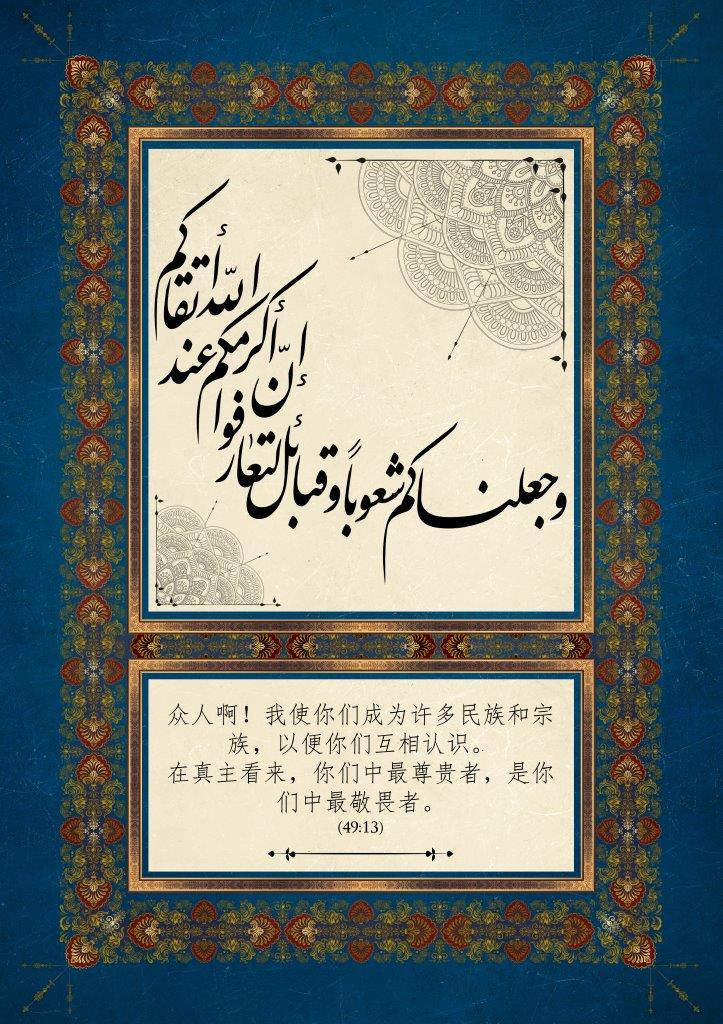 وجعلناكم شعوباً وقبائل لتعارفوا
إنّ أكرمكم عند
اللّه أتقاكم
众人啊！我使你们成为许多民族和宗
族，以便你们互相认识。
在真主看来，你们中最尊贵者，是你
们中最敬畏者。
(49:13)